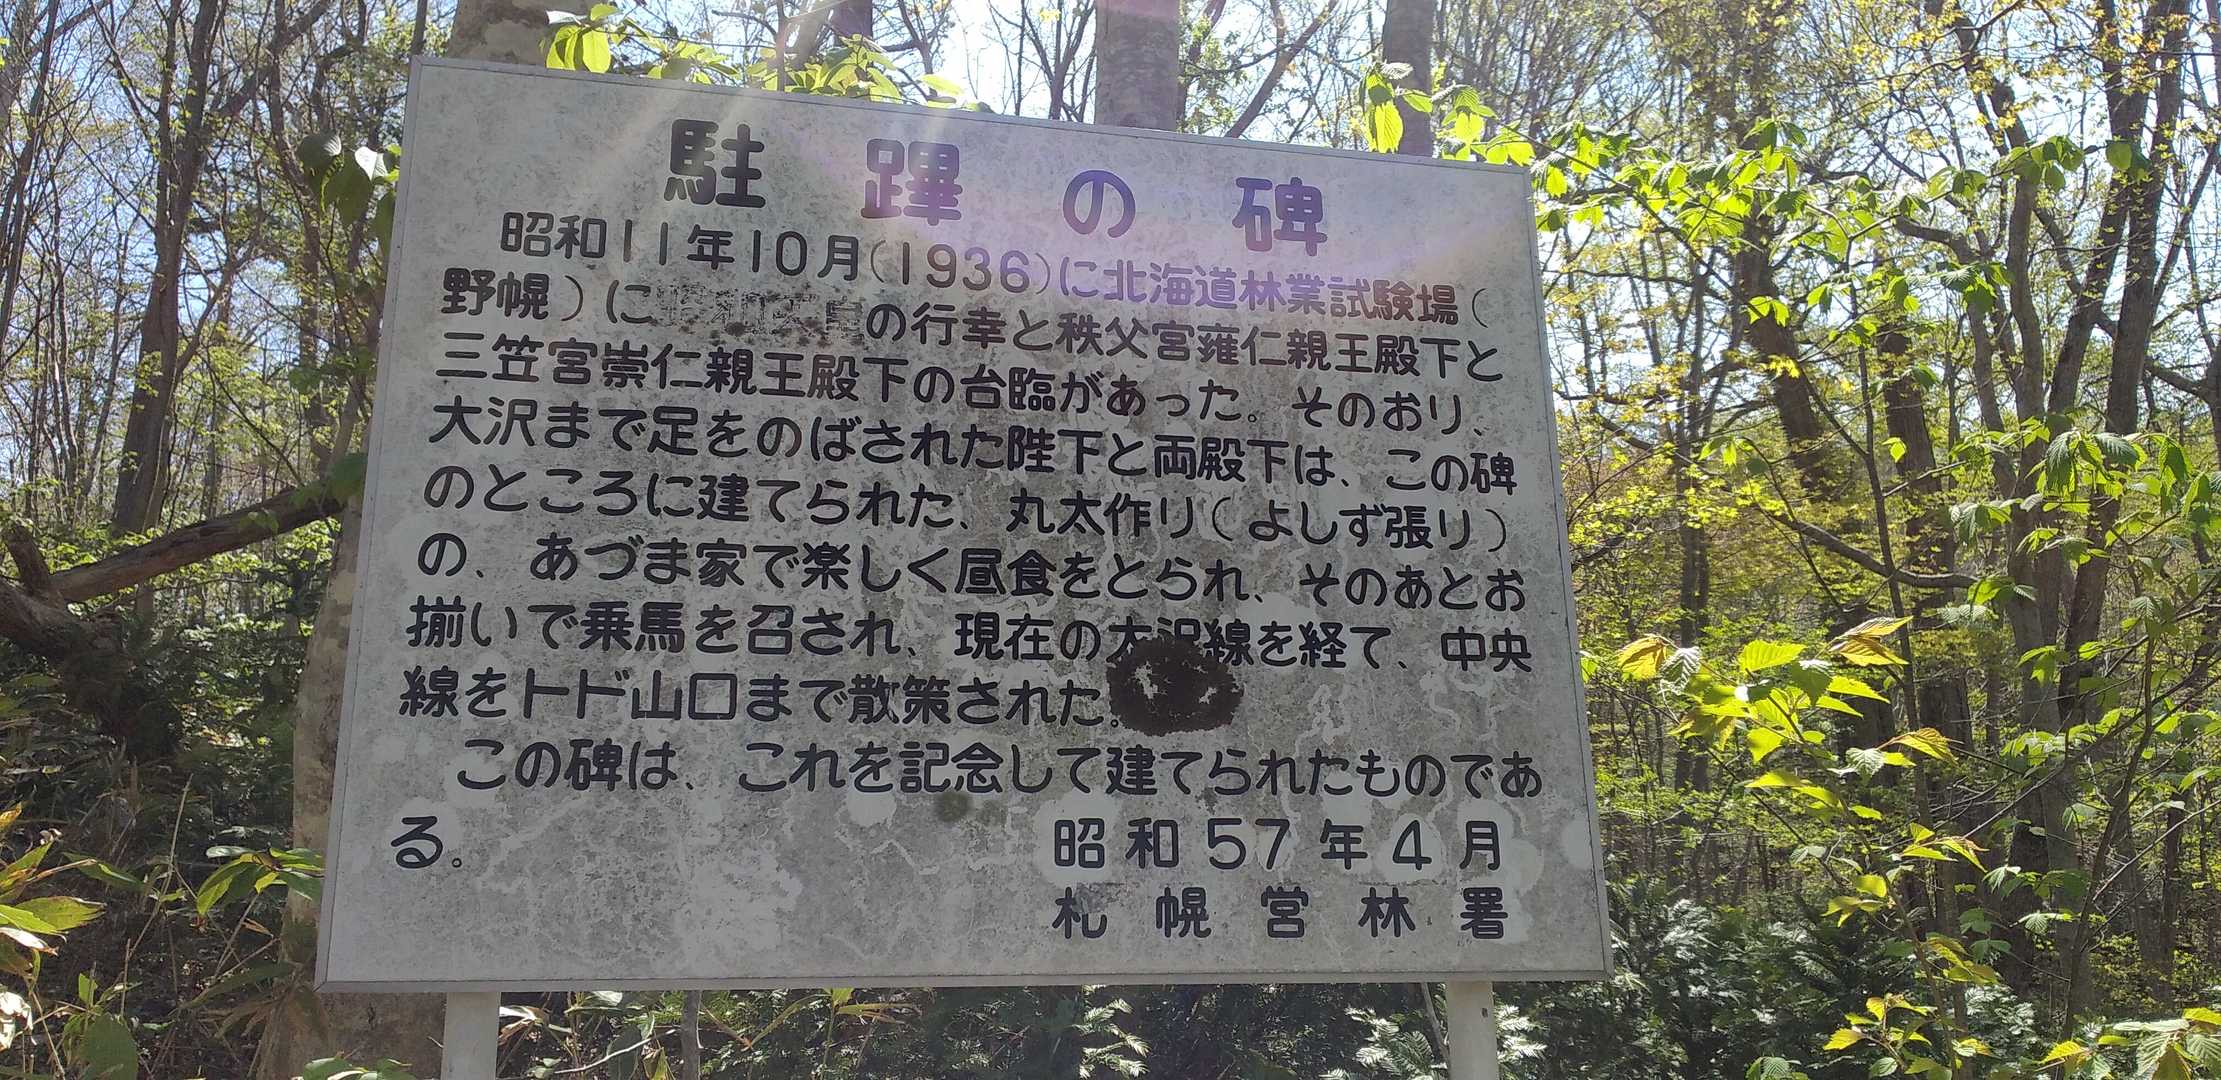 駐蹕の碑
昭和11年10月(1936)に北海道林業試験場(
野幌)にの行幸と秩父宮雍仁親王殿下と
三笠宮崇仁親王殿下の台臨があった。そのおり、
大沢まで足をのばされた陛下と両殿下は、この碑
のところに建てられた、丸太作り(よしず張り)
の、あづま家で楽しく昼食をとられ、そのあとお
揃いで乗馬を召され、現在の大沢線を経て、中央
線をトド山口まで散策された。
この碑は、これを記念して建てられたものであ
る。
昭和57年4月
札幌営林署